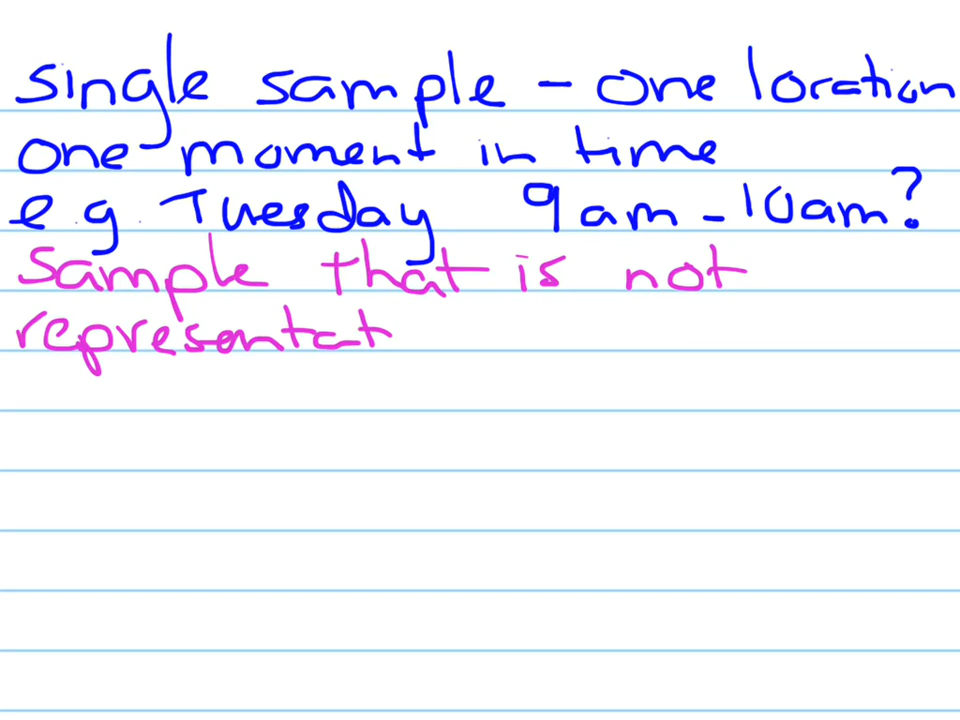 single sample - one location
one moment in time
e.g. Tuesday 9am - 10am?
Sample that is not
representat